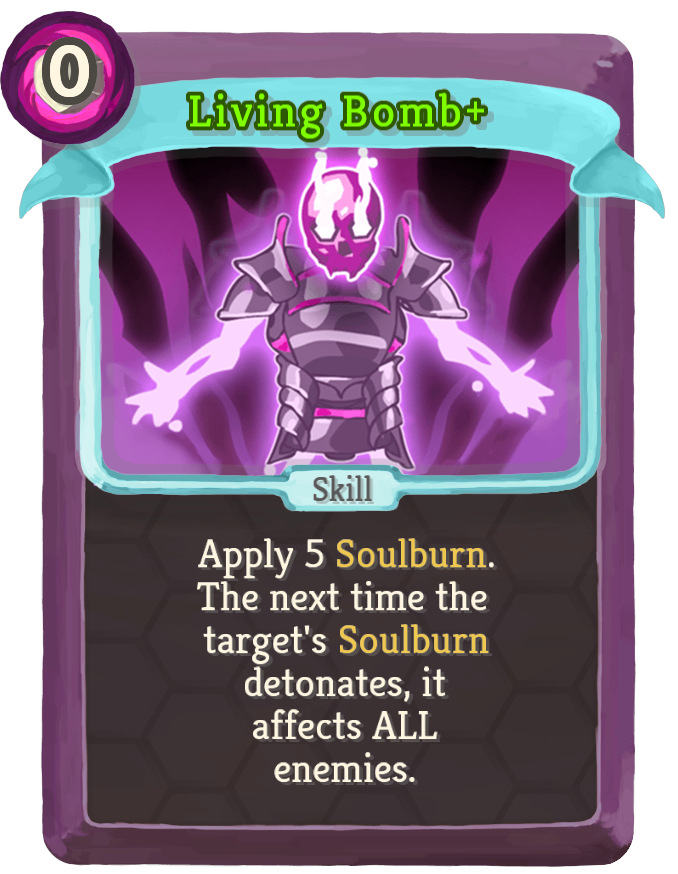 0
Living Bomb+
Skill
Apply 5 Soulburn.
The next time the
target's Soulburn
detonates, it
affects ALL
enemies.